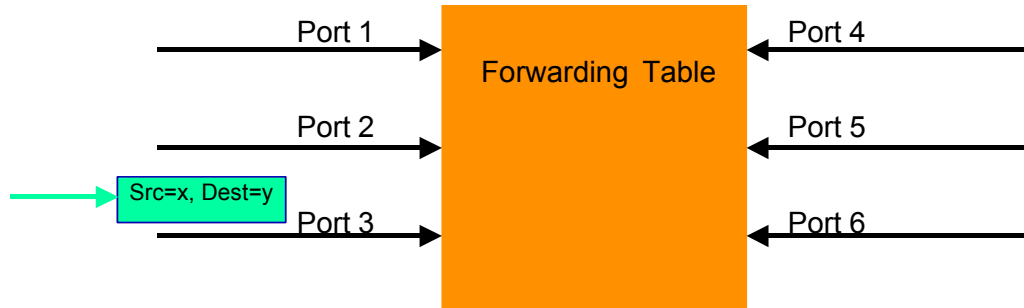 Port 1
Port 4
Forwarding Table
Port 2
Port 5
Src=x, Dest=y
Port 3
Port 6